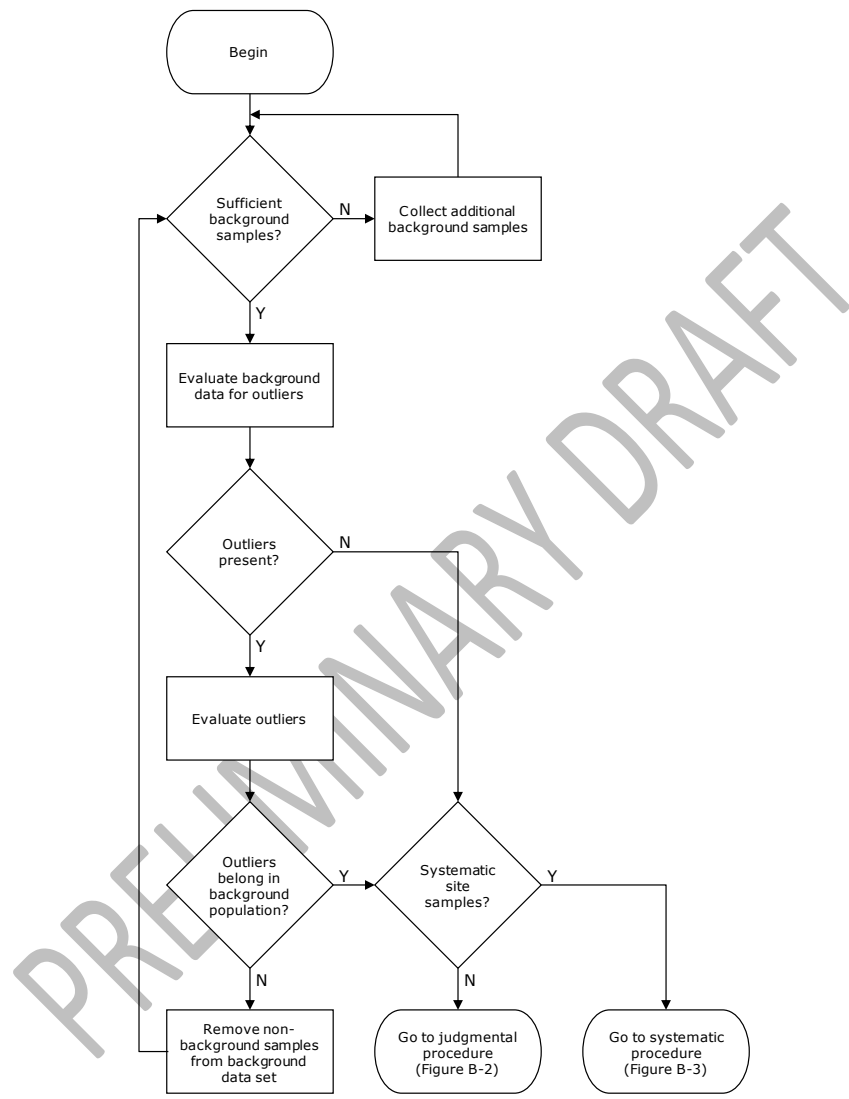 Begin
Sufficient
background
samples?
N
Collect additional
background samples
Y
Evaluate background
data for outliers
Outliers
present?
N
Y
Evaluate outliers
Outliers
belong in
background
population?
Y
Systematic
site
samples?
Y
N
N
Remove non-
background samples
from background
data set
Go to judgmental
procedure
(Figure B-2)
Go to systematic
procedure
(Figure B-3)
PRELIMINARY DRAFT